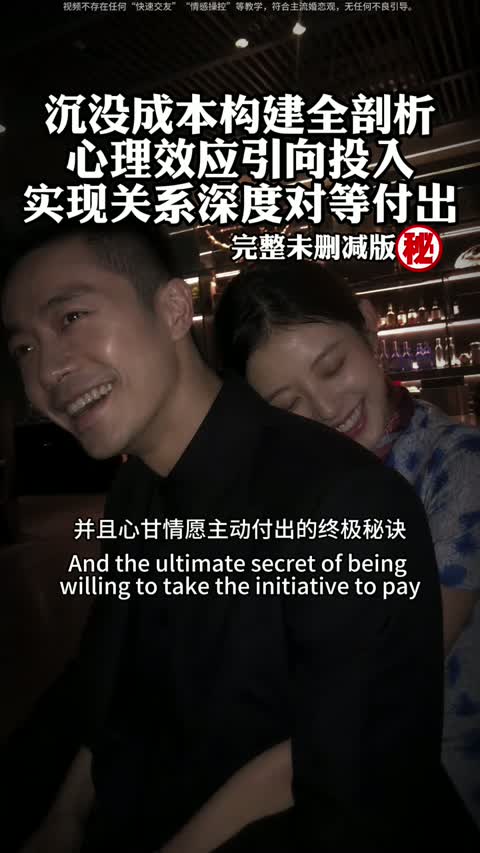 视频不存在任何“快速交友”“情感操控”等教学，符合主流婚恋观，无任何不良引导。
沉没成本构建全剖析
心理效应引向投入
实现关系深度对等付出
完整未删减版 秘
并且心甘情愿主动付出的终极秘诀
And the ultimate secret of being
willing to take the initiative to pay